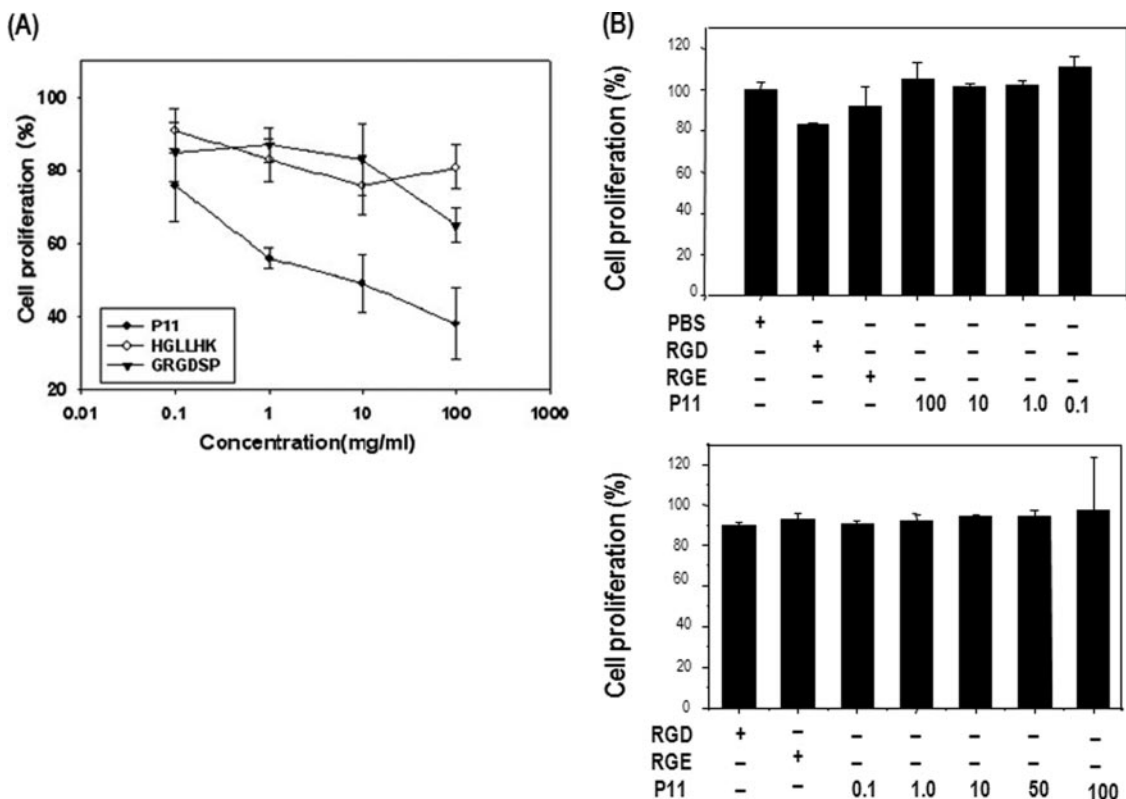 (A)
Cell proliferation (%)
100
80
60
40
20
P11
HGLLHK
GRGDSP
0.01 0.1 1 10 100 1000
Concentration(mg/ml)
(B)
Cell proliferation (%)
120
100
80
60
40
20
0
PBS + – – – – – –
RGD – + – – – – –
RGE – – + – – – –
P11 – – – 100 10 1.0 0.1
Cell proliferation (%)
120
100
80
60
40
20
0
RGD + – – – – – –
RGE – + – – – – –
P11 – – 0.1 1.0 10 50 100